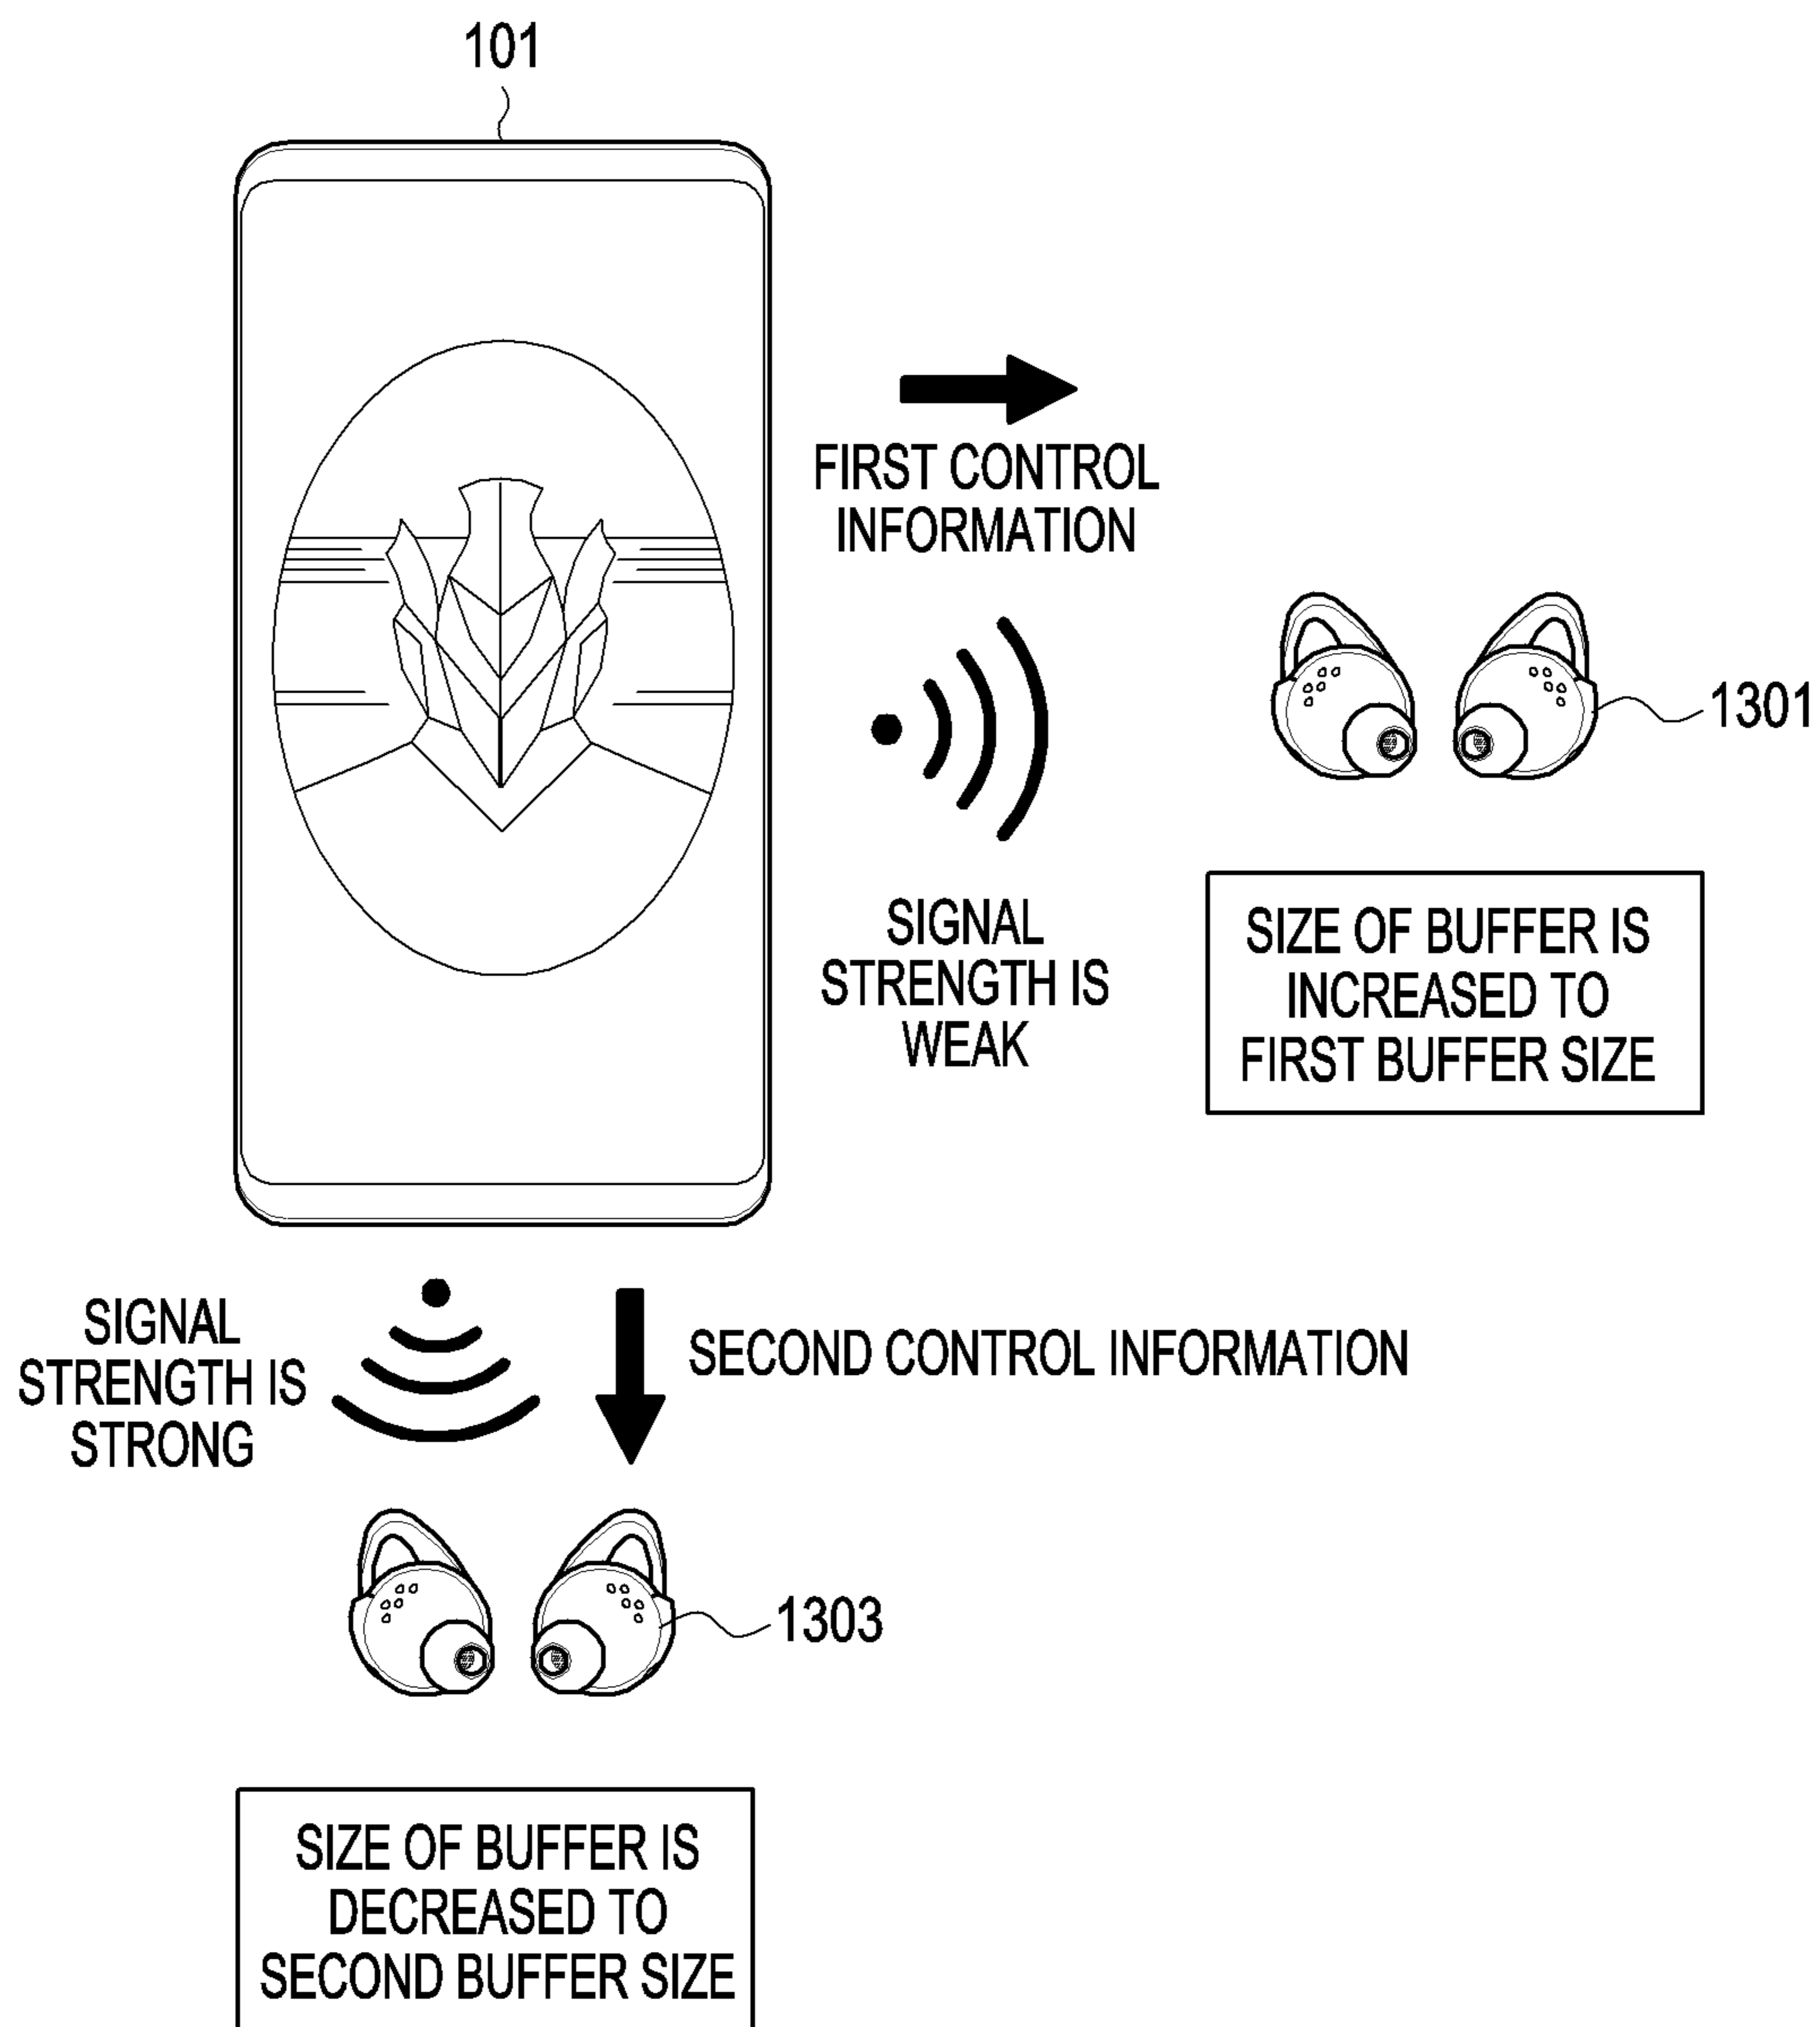 101
FIRST CONTROL
INFORMATION
1301
SIGNAL
STRENGTH IS
WEAK
SIZE OF BUFFER IS
INCREASED TO
FIRST BUFFER SIZE
SIGNAL
STRENGTH IS
STRONG
SECOND CONTROL INFORMATION
1303
SIZE OF BUFFER IS
DECREASED TO
SECOND BUFFER SIZE